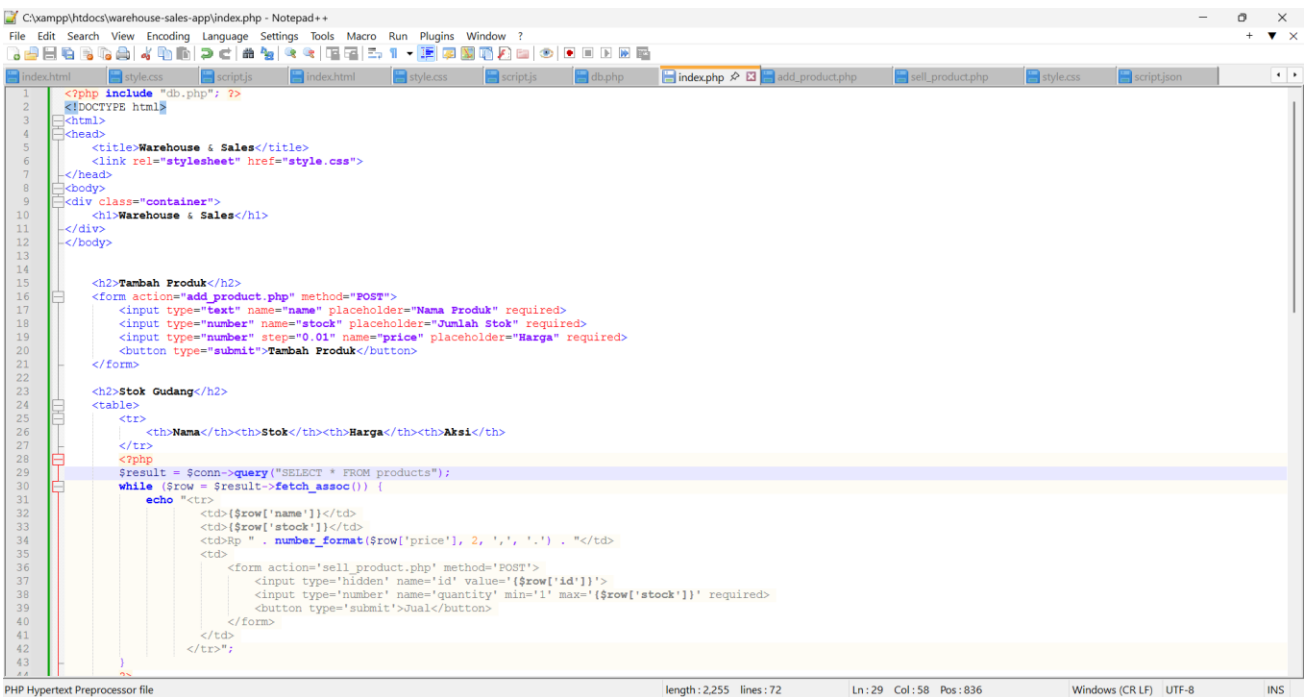 C:\xampp\htdocs\warehouse-sales-app\index.php - Notepad++
File Edit Search View Encoding Language Settings Tools Macro Run Plugins Window ?
index.html style.css script.js index.html style.css script.js db.php index.php add_product.php sell_product.php style.css script.json
1 <?php include "db.php"; ?>
2 <!DOCTYPE html>
3 <html>
4 <head>
5 <title>Warehouse & Sales</title>
6 <link rel="stylesheet" href="style.css">
7 </head>
8 <body>
9 <div class="container">
10 <h1>Warehouse & Sales</h1>
11 </div>
12 </body>
13
14
15 <h2>Tambah Produk</h2>
16 <form action="add_product.php" method="POST">
17 <input type="text" name="name" placeholder="Nama Produk" required>
18 <input type="number" name="stock" placeholder="Jumlah Stok" required>
19 <input type="number" step="0.01" name="price" placeholder="Harga" required>
20 <button type="submit">Tambah Produk</button>
21 </form>
22
23 <h2>Stok Gudang</h2>
24 <table>
25 <tr>
26 <th>Nama</th><th>Stok</th><th>Harga</th><th>Aksi</th>
27 </tr>
28 <?php
29 $result = $conn->query("SELECT * FROM products");
30 while ($row = $result->fetch_assoc()) {
31 echo "<tr>
32 <td>{$row['name']}</td>
33 <td>{$row['stock']}</td>
34 <td>Rp " . number_format($row['price'], 2, ',', '.') . "</td>
35 <td>
36 <form action='sell_product.php' method='POST'>
37 <input type='hidden' name='id' value='{$row['id']}'>
38 <input type='number' name='quantity' min='1' max='{$row['stock']}' required>
39 <button type='submit'>Jual</button>
40 </form>
41 </td>
42 </tr>";
43 }
44 ?>
PHP Hypertext Preprocessor file length : 2,255 lines : 72 Ln : 29 Col : 58 Pos : 836 Windows (CR LF) UTF-8 INS